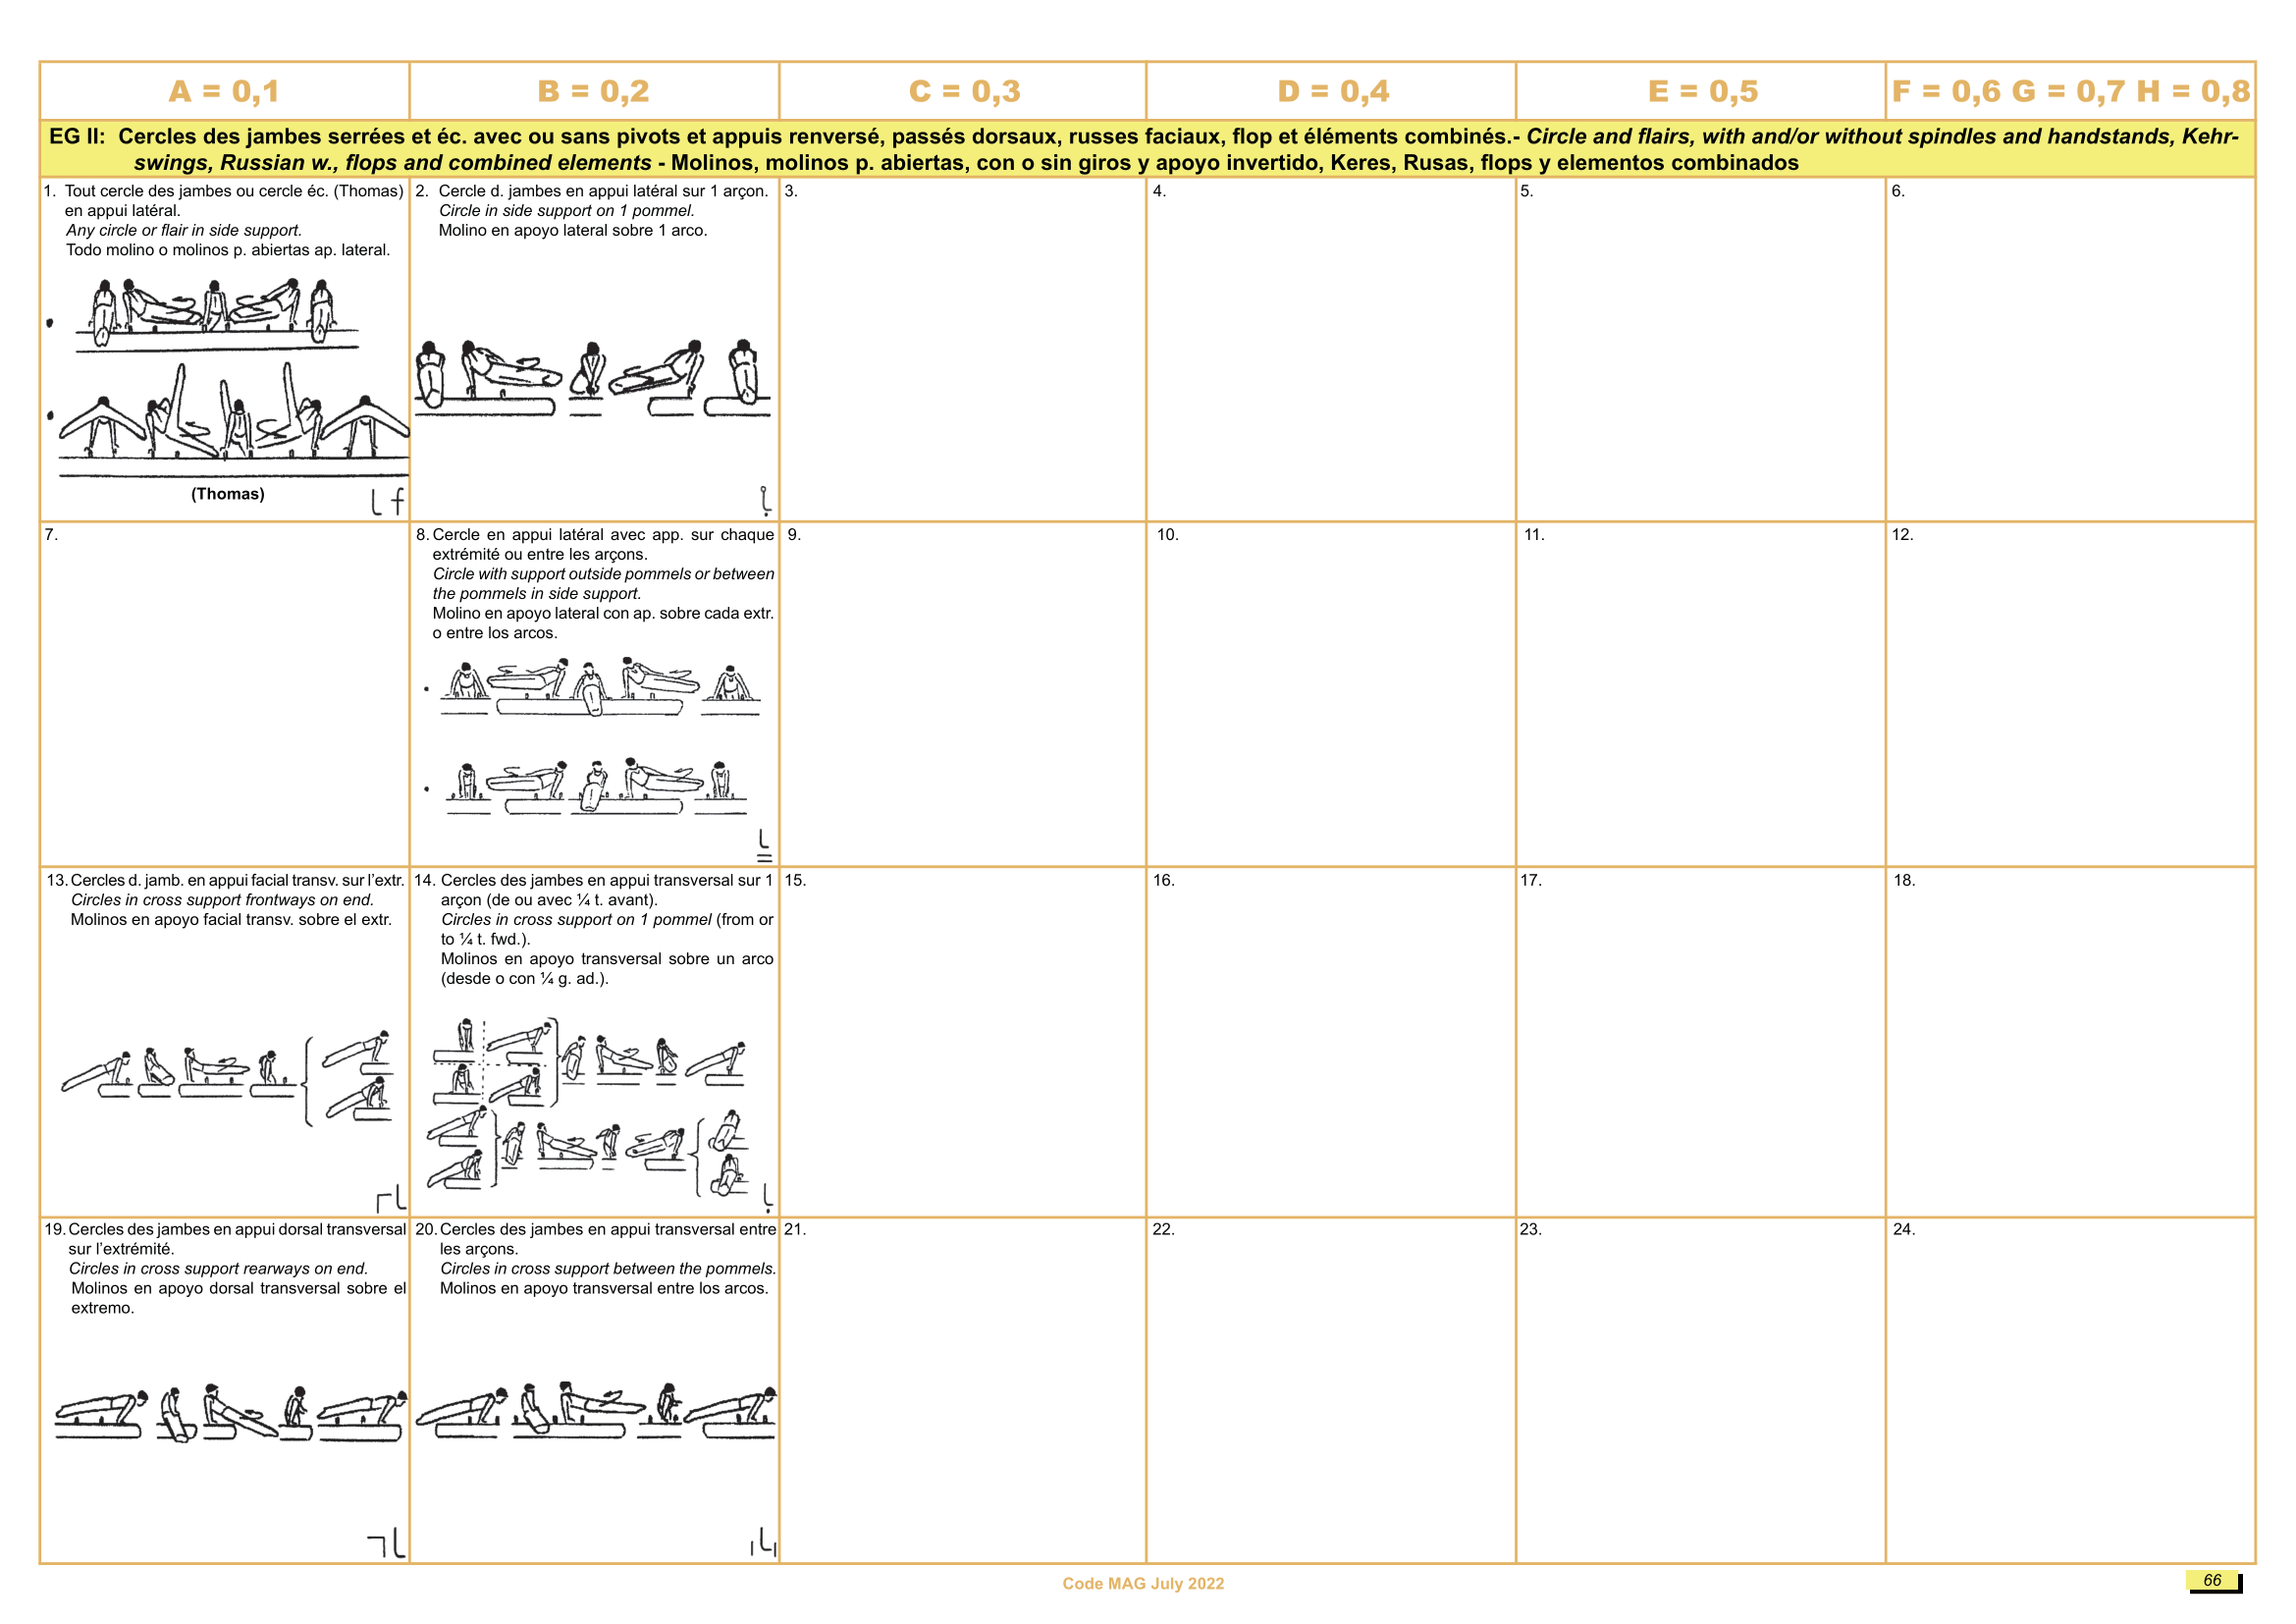 A = 0,1 B = 0,2 C = 0,3 D = 0,4 E = 0,5 F = 0,6 G = 0,7 H = 0,8
EG II: Cercles des jambes serrées et éc. avec ou sans pivots et appuis renversé, passés dorsaux, russes faciaux, flop et éléments combinés.- Circle and flairs, with and/or without spindles and handstands, Kehr-
swings, Russian w., flops and combined elements - Molinos, molinos p. abiertas, con o sin giros y apoyo invertido, Keres, Rusas, flops y elementos combinados
1. Tout cercle des jambes ou cercle éc. (Thomas)
en appui latéral.
Any circle or flair in side support.
Todo molino o molinos p. abiertas ap. lateral.
(Thomas)
2. Cercle d. jambes en appui latéral sur 1 arçon.
Circle in side support on 1 pommel.
Molino en apoyo lateral sobre 1 arco.
3.
4.
5.
6.
7.
8. Cercle en appui latéral avec app. sur chaque
extrémité ou entre les arçons.
Circle with support outside pommels or between
the pommels in side support.
Molino en apoyo lateral con ap. sobre cada extr.
o entre los arcos.
9.
10.
11.
12.
13. Cercles d. jamb. en appui facial transv. sur l'extr.
Circles in cross support frontways on end.
Molinos en apoyo facial transv. sobre el extr.
14. Cercles des jambes en appui transversal sur 1
arçon (de ou avec ¼ t. avant).
Circles in cross support on 1 pommel (from or
to ¼ t. fwd.).
Molinos en apoyo transversal sobre un arco
(desde o con ¼ g. ad.).
15.
16.
17.
18.
19. Cercles des jambes en appui dorsal transversal
sur l'extrémité.
Circles in cross support rearways on end.
Molinos en apoyo dorsal transversal sobre el
extremo.
20. Cercles des jambes en appui transversal entre
les arçons.
Circles in cross support between the pommels.
Molinos en apoyo transversal entre los arcos.
21.
22.
23.
24.
Code MAG July 2022
66